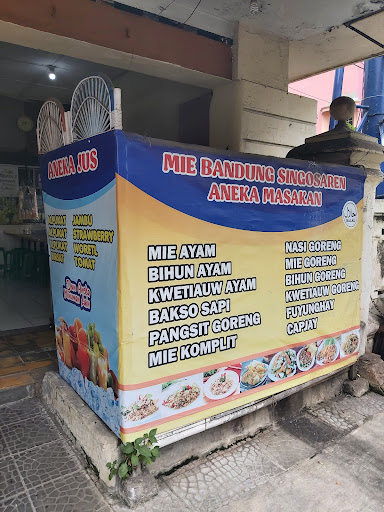 ANEKA JUS
JAMBU
STRAWBERRY
WORTEL
TOMAT
MIE BANDUNG SINGOSAREN
ANEKA MASAKAN
MIE AYAM
BIHUN AYAM
KWETIAUW AYAM
BAKSO SAPI
PANGSIT GORENG
MIE KOMPLIT
NASI GORENG
MIE GORENG
BIHUN GORENG
KWETIAUW GORENG
FUYUNGHAY
CAPJAY